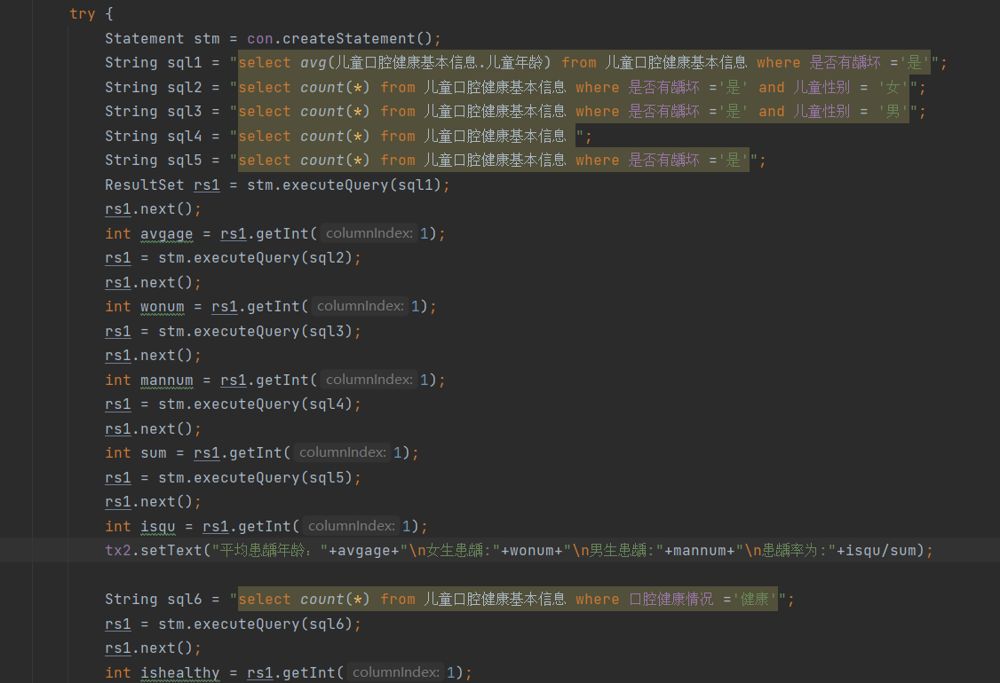 try {
Statement stm = con.createStatement();
String sql1 = "select avg(儿童口腔健康基本信息.儿童年龄) from 儿童口腔健康基本信息 where 是否有龋坏 ='是'";
String sql2 = "select count(*) from 儿童口腔健康基本信息 where 是否有龋坏 ='是' and 儿童性别 = '女'";
String sql3 = "select count(*) from 儿童口腔健康基本信息 where 是否有龋坏 ='是' and 儿童性别 = '男'";
String sql4 = "select count(*) from 儿童口腔健康基本信息 ";
String sql5 = "select count(*) from 儿童口腔健康基本信息 where 是否有龋坏 ='是'";
ResultSet rs1 = stm.executeQuery(sql1);
rs1.next();
int avgage = rs1.getInt( columnIndex: 1);
rs1 = stm.executeQuery(sql2);
rs1.next();
int wonum = rs1.getInt( columnIndex: 1);
rs1 = stm.executeQuery(sql3);
rs1.next();
int mannum = rs1.getInt( columnIndex: 1);
rs1 = stm.executeQuery(sql4);
rs1.next();
int sum = rs1.getInt( columnIndex: 1);
rs1 = stm.executeQuery(sql5);
rs1.next();
int isqu = rs1.getInt( columnIndex: 1);
tx2.setText("平均患龋年龄："+avgage+"\n女生患龋:"+wonum+"\n男生患龋:"+mannum+"\n患龋率为:"+isqu/sum);
String sql6 = "select count(*) from 儿童口腔健康基本信息 where 口腔健康情况 ='健康'";
rs1 = stm.executeQuery(sql6);
rs1.next();
int ishealthy = rs1.getInt( columnIndex: 1);